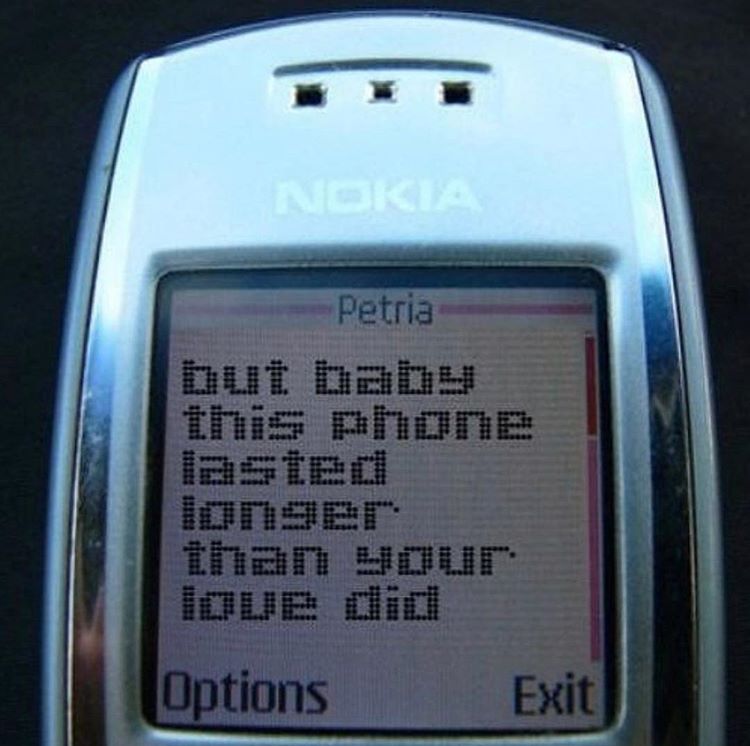 NOKIA
Petria
but baby
this phone
lasted
longer
than your
love did
Options Exit